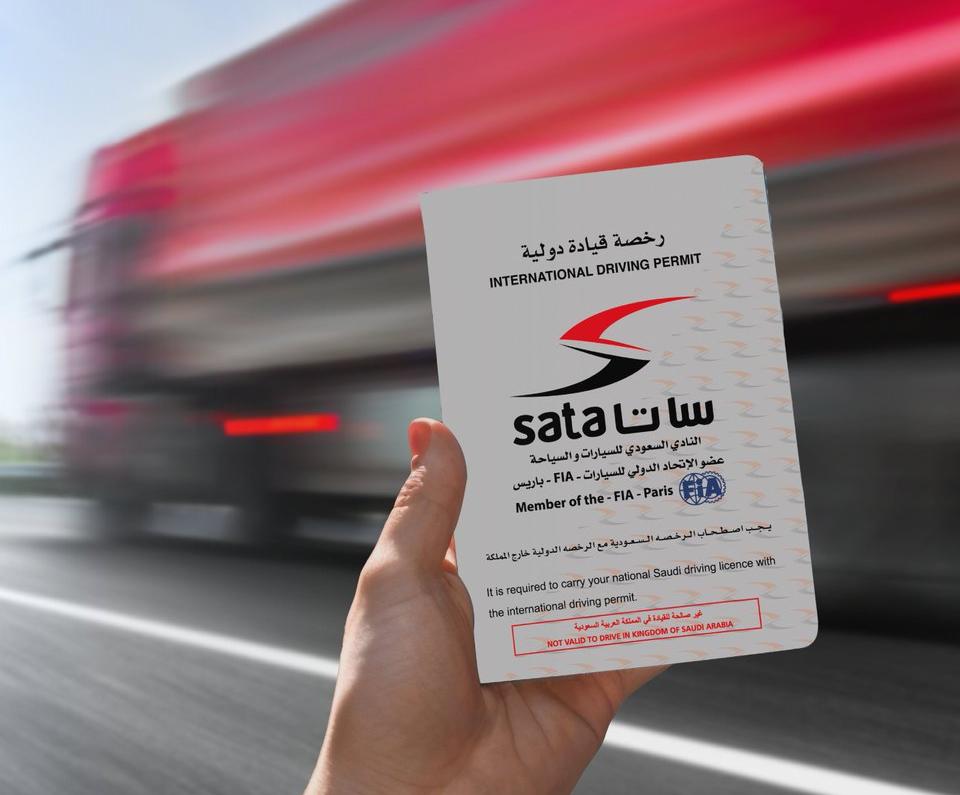 رخصة قيادة دولية
INTERNATIONAL DRIVING PERMIT
sata ساتا
النادي السعودي للسيارات و السياحة
عضو الإتحاد الدولي للسيارات - FIA - باريس
Member of the - FIA - Paris FIA
يجب اصطحاب الرخصه السعودية مع الرخصه الدولية خارج المملكة
It is required to carry your national Saudi driving licence with
the international driving permit.
غير صالحة للقيادة في المملكة العربية السعودية
NOT VALID TO DRIVE IN KINGDOM OF SAUDI ARABIA